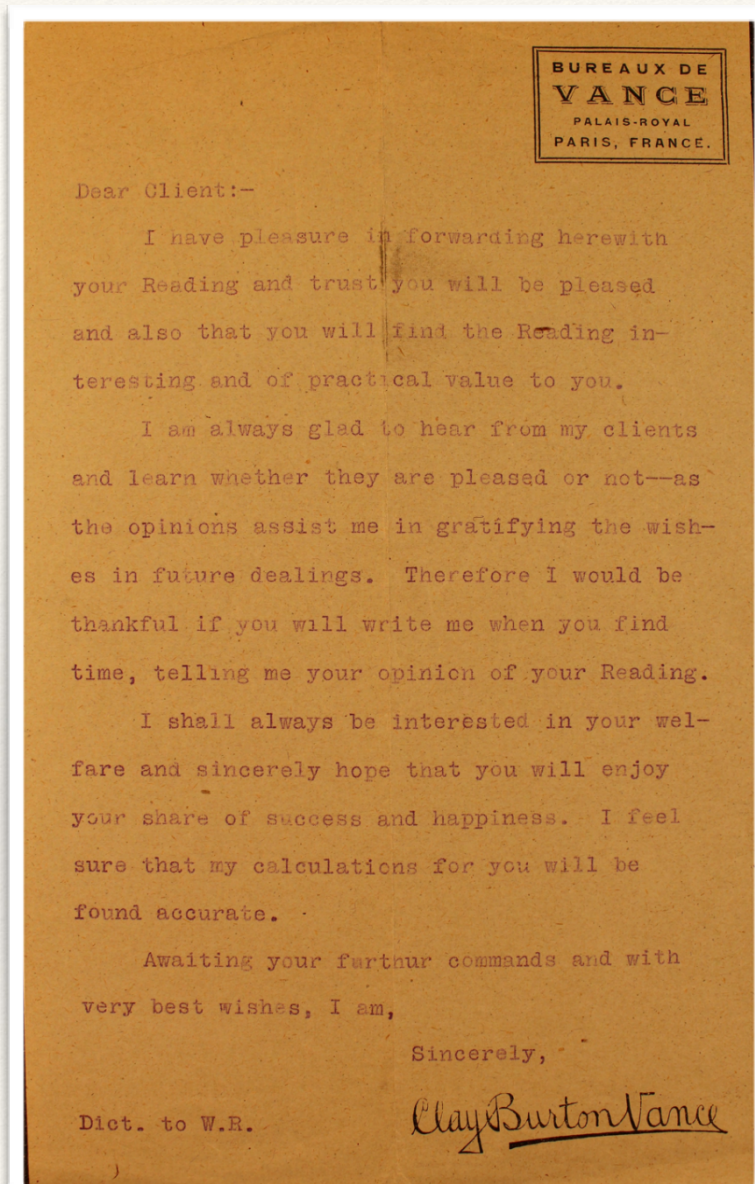 BUREAUX DE
VANCE
PALAIS-ROYAL
PARIS, FRANCE.
Dear Client:-
I have pleasure in forwarding herewith
your Reading and trust you will be pleased
and also that you will find the Reading in-
teresting and of practical value to you.
I am always glad to hear from my clients
and learn whether they are pleased or not--as
the opinions assist me in gratifying the wish-
es in future dealings. Therefore I would be
thankful if you will write me when you find
time, telling me your opinion of your Reading.
I shall always be interested in your wel-
fare and sincerely hope that you will enjoy
your share of success and happiness. I feel
sure that my calculations for you will be
found accurate.
Awaiting your furthur commands and with
very best wishes, I am,
Sincerely,
Clay Burton Vance
Dict. to W.R.